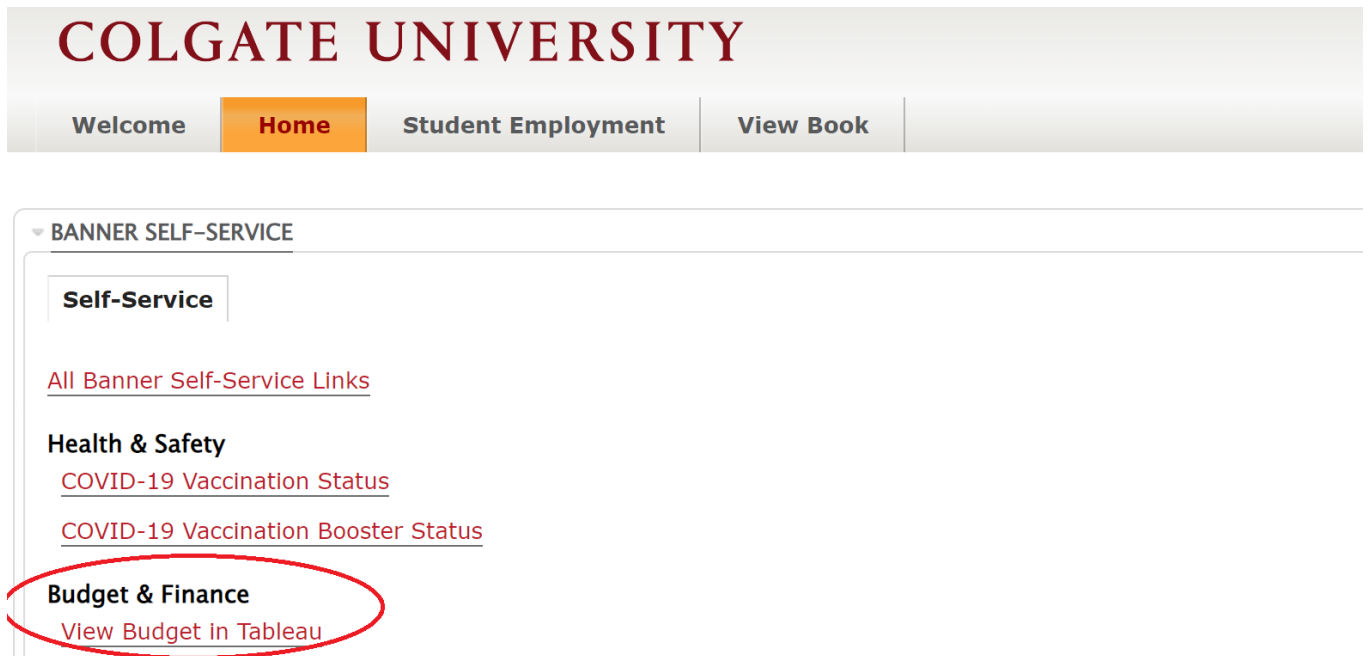 COLGATE UNIVERSITY
Welcome Home Student Employment View Book
BANNER SELF-SERVICE
Self-Service
All Banner Self-Service Links
Health & Safety
COVID-19 Vaccination Status
COVID-19 Vaccination Booster Status
Budget & Finance
View Budget in Tableau